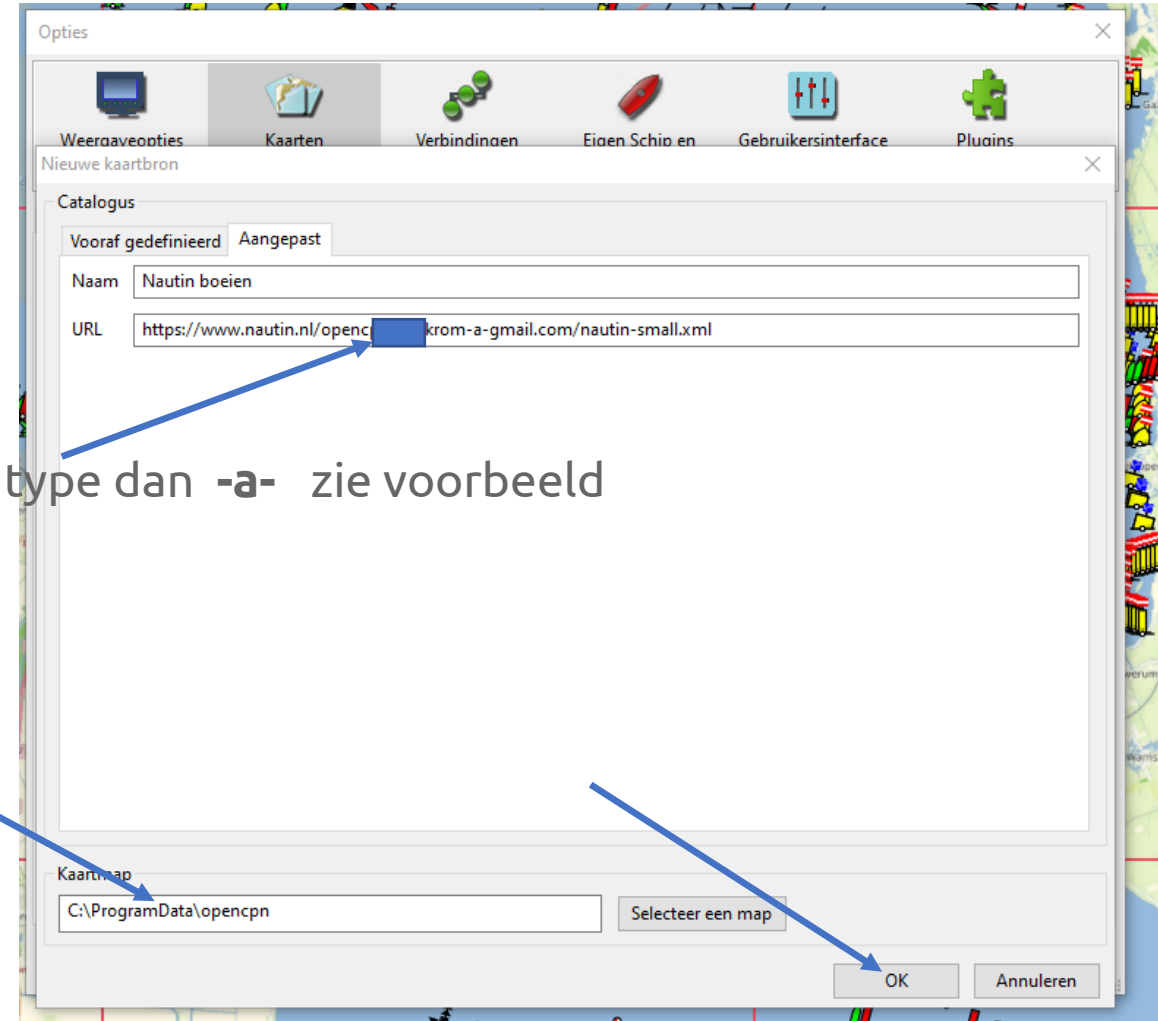 Opties
Weergaveopties Kaarten Verbindingen Eigen Schip en Gebruikersinterface Plugins
Nieuwe kaartbron
Catalogus
Vooraf gedefinieerd Aangepast
Naam Nautin boeien
URL https://www.nautin.nl/opencp krom-a-gmail.com/nautin-small.xml
type dan -a- zie voorbeeld
Kaartmap
C:\ProgramData\opencpn Selecteer een map
OK Annuleren